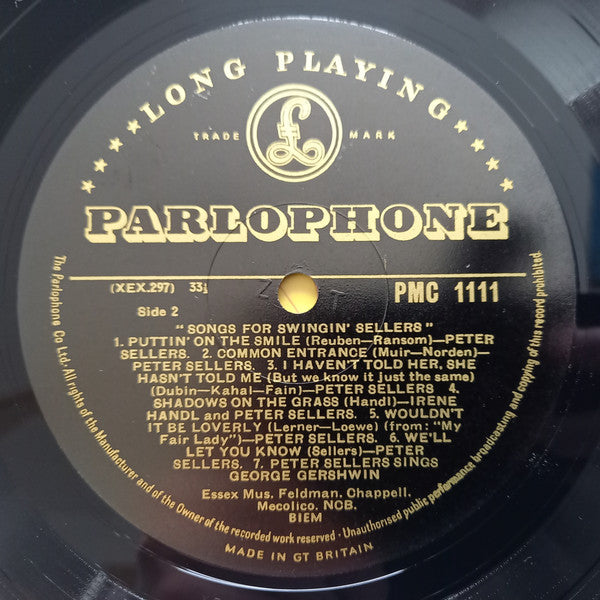 ★★★★★ LONG PLAYING ★★★★★
TRADE £ MARK
PARLOPHONE
(XEX.297) 33⅓
PMC 1111
Side 2
Z T
"SONGS FOR SWINGIN' SELLERS"
1. PUTTIN' ON THE SMILE (Reuben—Ransom)—PETER
SELLERS. 2. COMMON ENTRANCE (Muir—Norden)—
PETER SELLERS. 3. I HAVEN'T TOLD HER, SHE
HASN'T TOLD ME (But we know it just the same)
(Dubin—Kahal—Fain)—PETER SELLERS 4.
SHADOWS ON THE GRASS (Handl)—IRENE
HANDL and PETER SELLERS. 5. WOULDN'T
IT BE LOVERLY (Lerner—Loewe) (from: "My
Fair Lady")—PETER SELLERS. 6. WE'LL
LET YOU KNOW (Sellers)—PETER
SELLERS. 7. PETER SELLERS SINGS
GEORGE GERSHWIN
Essex Mus. Feldman, Chappell,
Mecolico, NCB.
BIEM
The Parlophone Co Ltd. All rights of the Manufacturer and of the Owner of the recorded work reserved · Unauthorised public performance broadcasting and copying of this record prohibited.
MADE IN GT BRITAIN